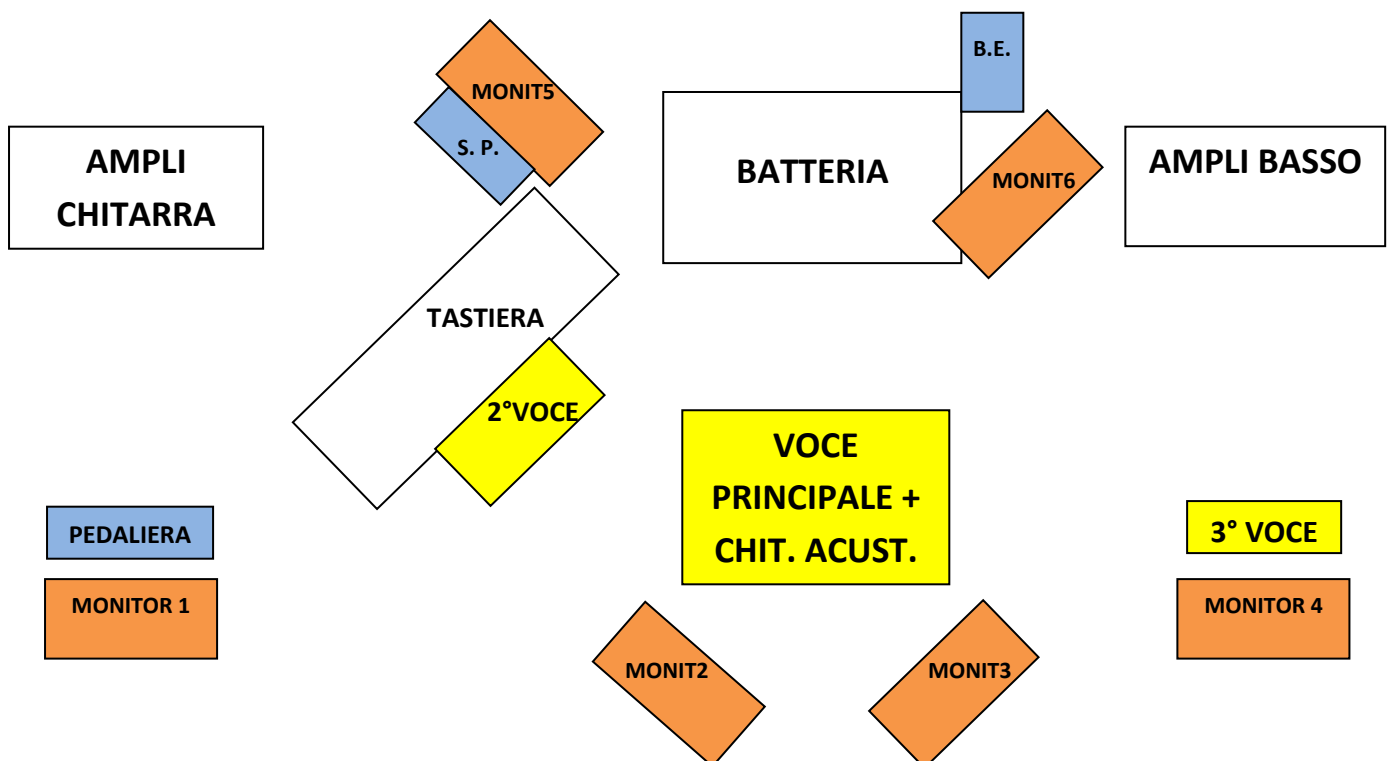 B.E.
MONIT5
S. P.
AMPLI
CHITARRA
BATTERIA
MONIT6
AMPLI BASSO
TASTIERA
2°VOCE
VOCE
PRINCIPALE +
CHIT. ACUST.
PEDALIERA
3° VOCE
MONITOR 1
MONITOR 4
MONIT2
MONIT3